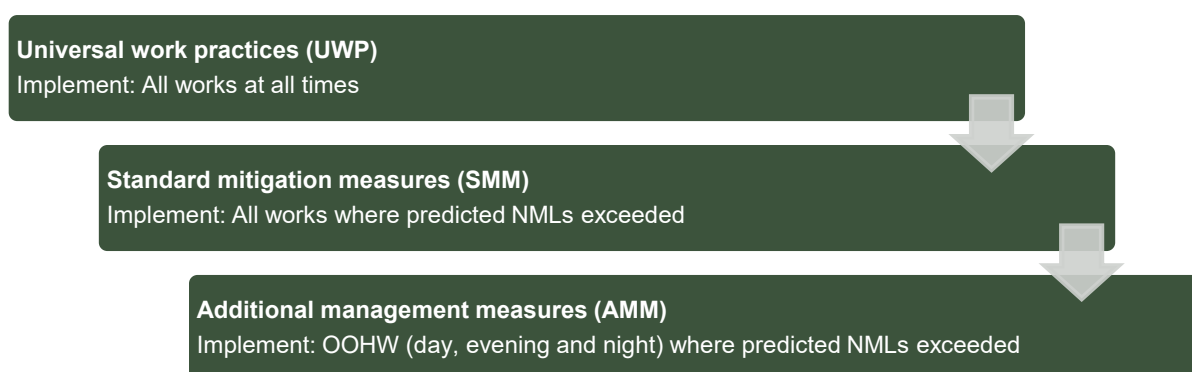 Universal work practices (UWP)
Implement: All works at all times
Standard mitigation measures (SMM)
Implement: All works where predicted NMLs exceeded
Additional management measures (AMM)
Implement: OOHW (day, evening and night) where predicted NMLs exceeded